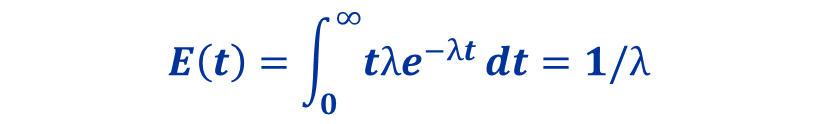 E(t) = ∫₀^∞ tλe^{−λt} dt = 1/λ